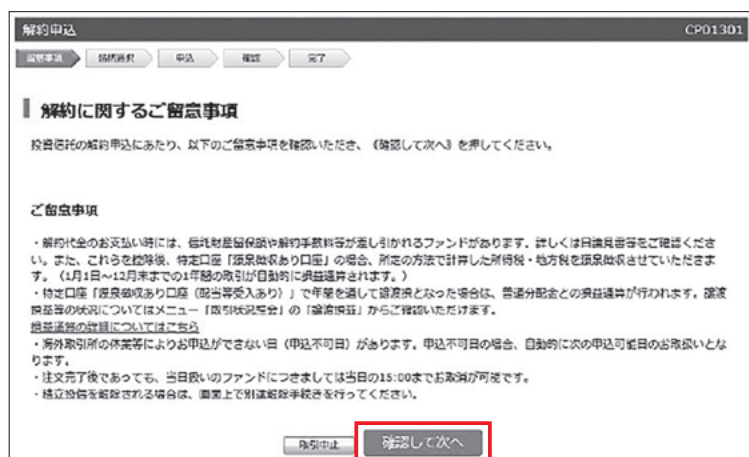 解約申込 CP01301
留意事項 銘柄選択 申込 確認 完了
解約に関するご留意事項
投資信託の解約申込にあたり、以下のご留意事項を確認いただき、《確認して次へ》を押してください。
ご留意事項
・解約代金のお支払い時には、信託財産留保額や解約手数料等が差し引かれるファンドがあります。詳しくは目論見書等をご確認くださ
い。また、これらを控除後、特定口座「源泉徴収あり口座」の場合、所定の方法で計算した所得税・地方税を源泉徴収させていただきま
す。（1月1日～12月末までの1年間の取引が自動的に損益通算されます。）
・特定口座「源泉徴収あり口座（配当等受入あり）」で年間を通して譲渡損となった場合は、普通分配金との損益通算が行われます。譲渡
損益等の状況についてはメニュー「取引状況照会」の「譲渡損益」からご確認いただけます。
損益通算の詳細についてはこちら
・海外取引所の休業等によりお申込ができない日（申込不可日）があります。申込不可日の場合、自動的に次の申込可能日のお取扱いとな
ります。
・注文完了後であっても、当日扱いのファンドにつきましては当日の15:00までお取消が可能です。
・積立投信を解除される場合は、画面上で別途解除手続きを行ってください。
取引中止 確認して次へ